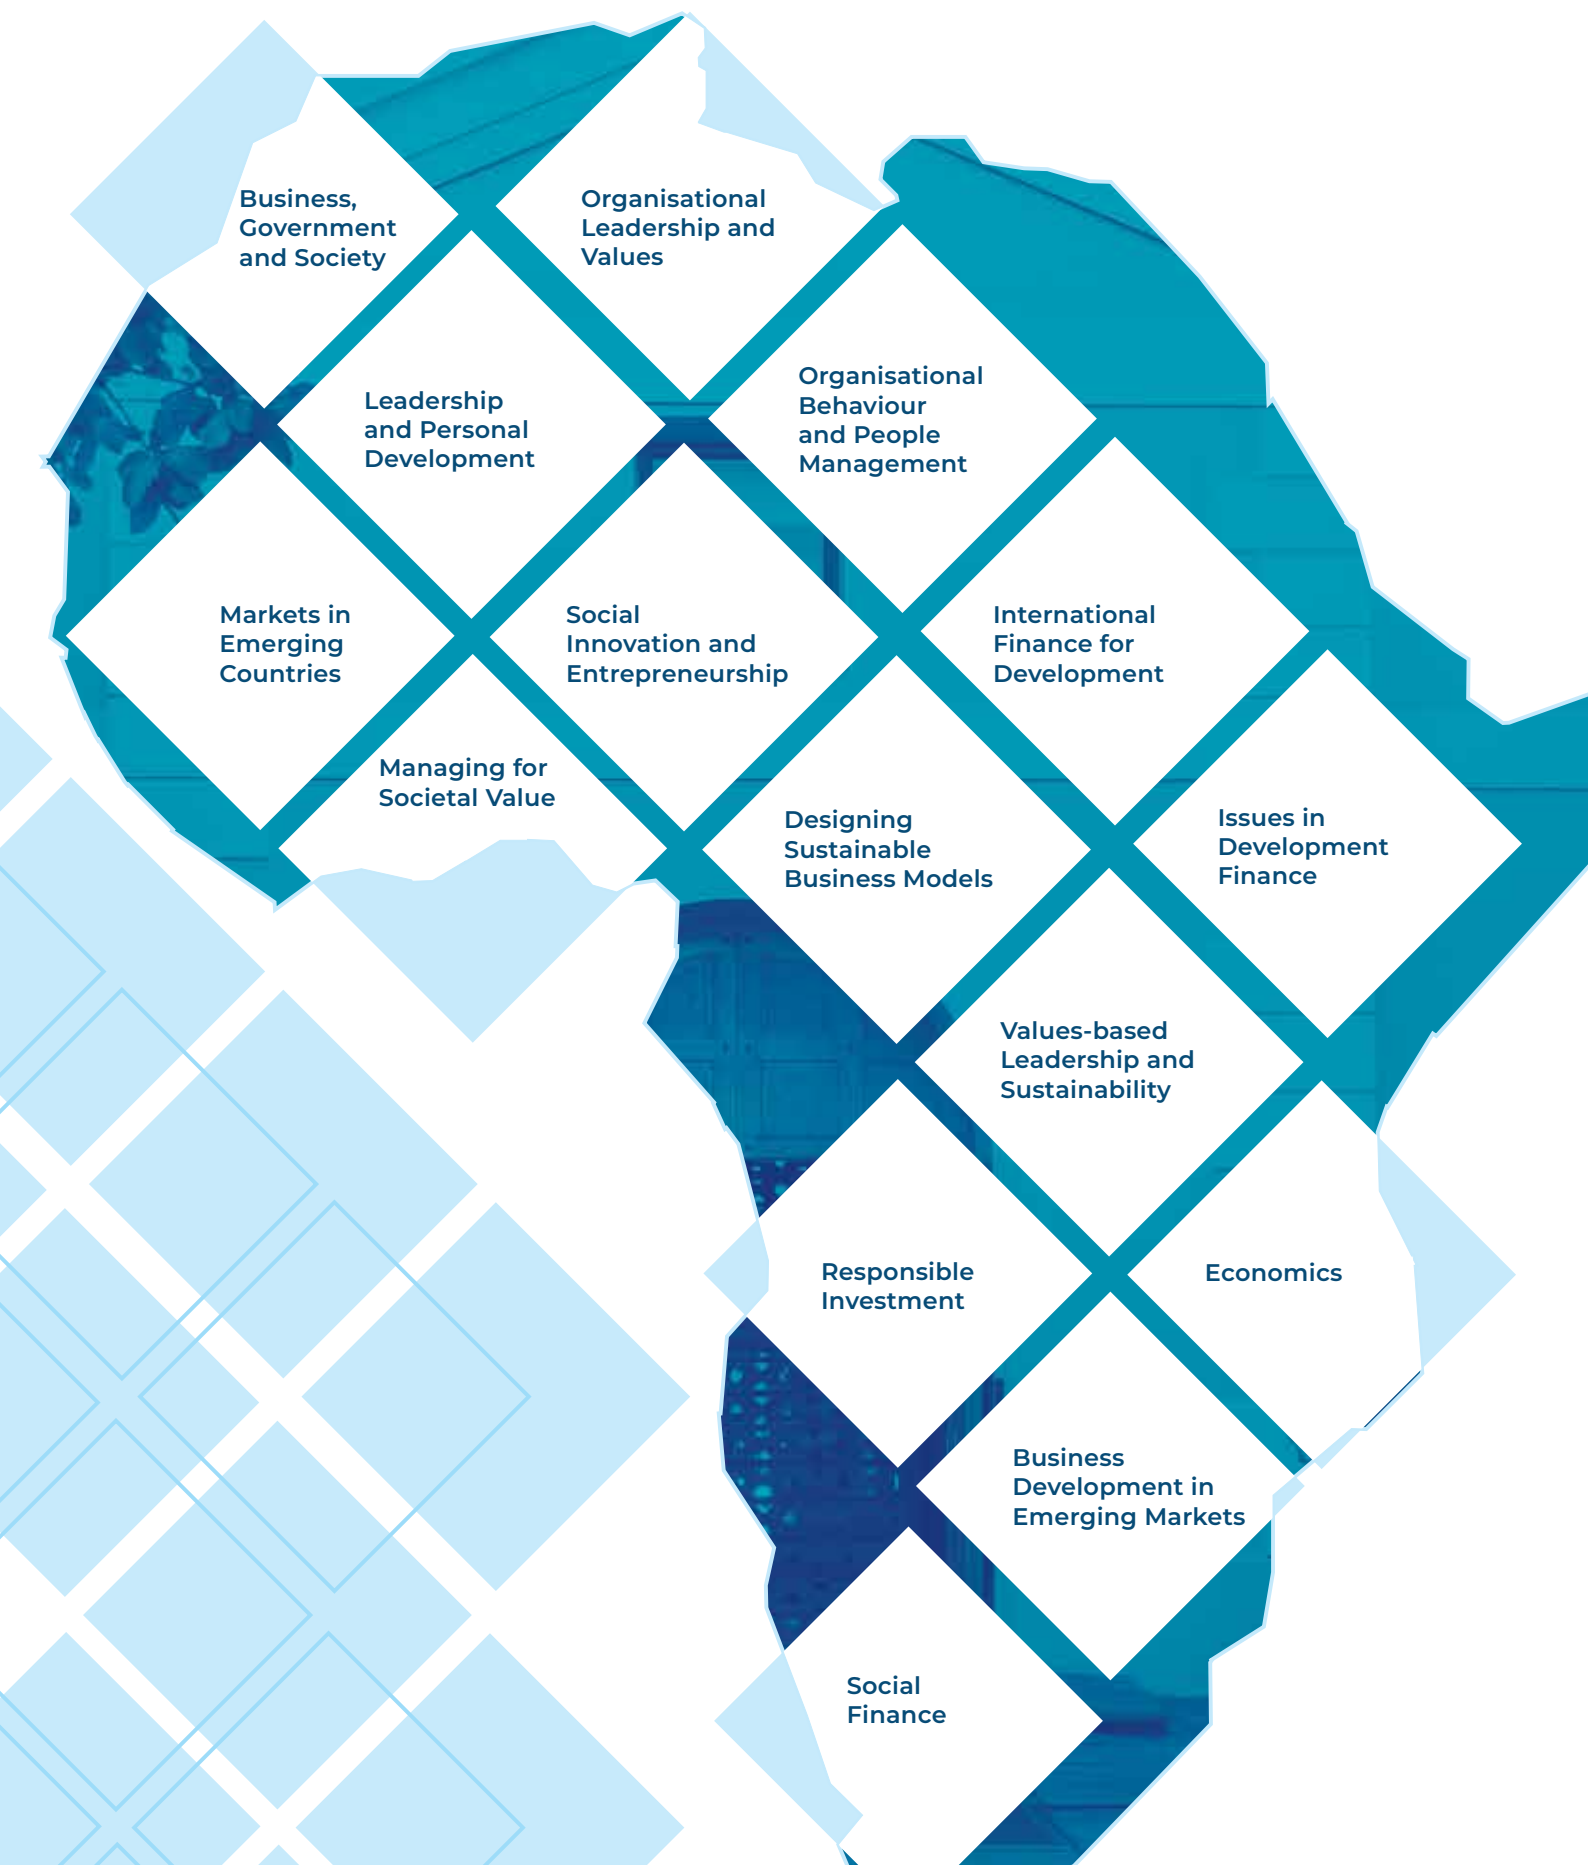 Business,
Government
and Society
Organisational
Leadership and
Values
Leadership
and Personal
Development
Organisational
Behaviour
and People
Management
Markets in
Emerging
Countries
Social
Innovation and
Entrepreneurship
International
Finance for
Development
Managing for
Societal Value
Designing
Sustainable
Business Models
Issues in
Development
Finance
Values-based
Leadership and
Sustainability
Responsible
Investment
Economics
Business
Development in
Emerging Markets
Social
Finance